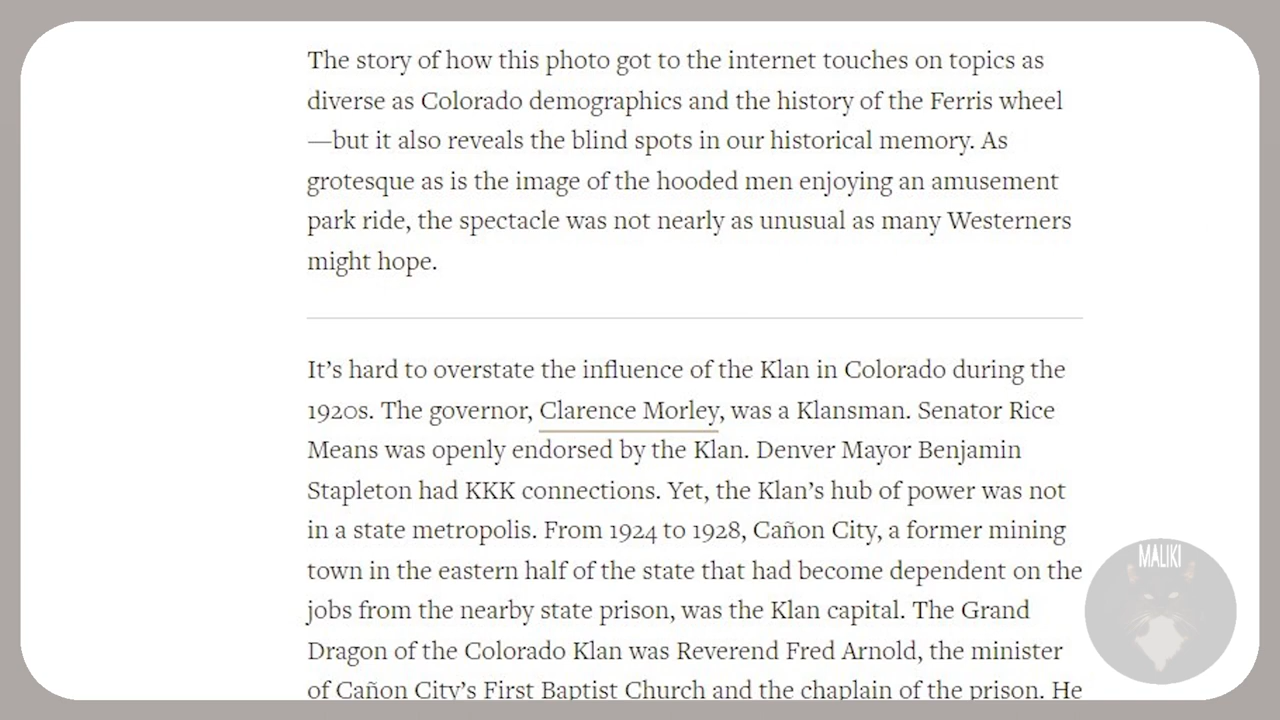 The story of how this photo got to the internet touches on topics as
diverse as Colorado demographics and the history of the Ferris wheel
—but it also reveals the blind spots in our historical memory. As
grotesque as is the image of the hooded men enjoying an amusement
park ride, the spectacle was not nearly as unusual as many Westerners
might hope.
It’s hard to overstate the influence of the Klan in Colorado during the
1920s. The governor, Clarence Morley, was a Klansman. Senator Rice
Means was openly endorsed by the Klan. Denver Mayor Benjamin
Stapleton had KKK connections. Yet, the Klan’s hub of power was not
in a state metropolis. From 1924 to 1928, Cañon City, a former mining
town in the eastern half of the state that had become dependent on the
jobs from the nearby state prison, was the Klan capital. The Grand
Dragon of the Colorado Klan was Reverend Fred Arnold, the minister
of Cañon City’s First Baptist Church and the chaplain of the prison. He
MALIKI